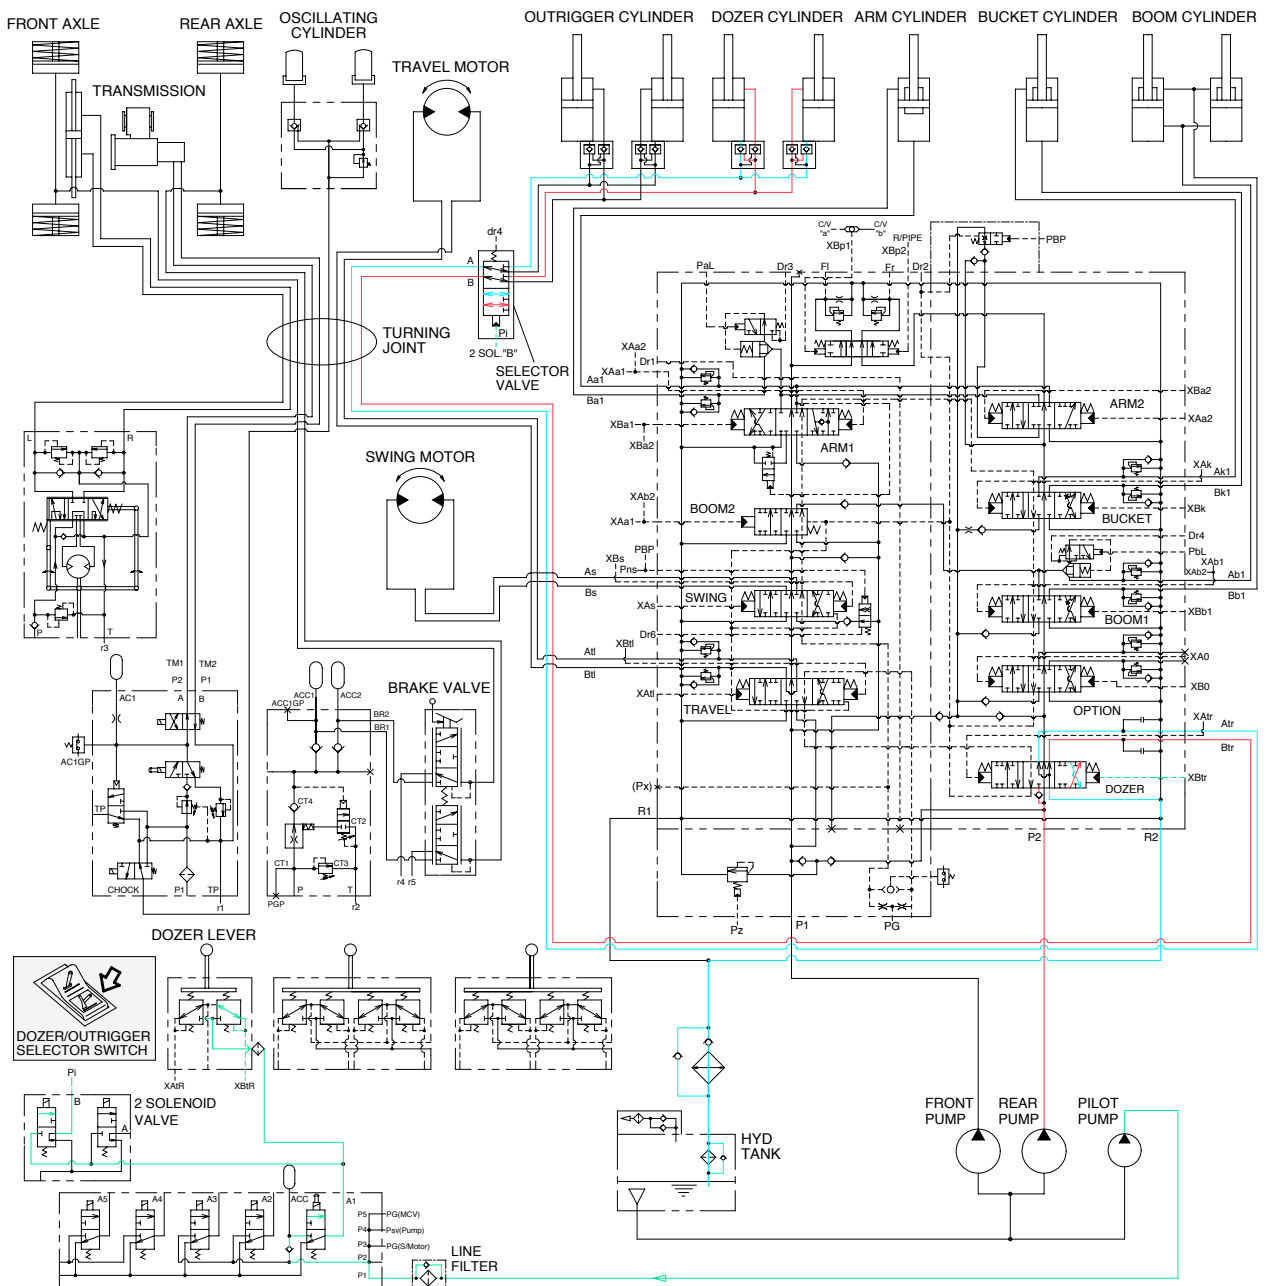 FRONT AXLE
REAR AXLE
OSCILLATING
CYLINDER
OUTRIGGER CYLINDER
DOZER CYLINDER
ARM CYLINDER
BUCKET CYLINDER
BOOM CYLINDER
TRANSMISSION
TRAVEL MOTOR
dr4
A
B
Pi
2 SOL."B"
SELECTOR
VALVE
TURNING
JOINT
C/V
"a"
C/V
"b"
XBp1
R/PIPE
XBp2
PBP
PaL
Dr3
Fl
Fr
Dr2
XAa2
Dr1
XAa1
Aa1
Ba1
XBa1
XBa2
ARM1
XBa2
ARM2
XAa2
L
R
P
T
r3
SWING MOTOR
XAb2
BOOM2
XAa1
XAk
Ak1
Bk1
XBk
BUCKET
Dr4
PbL
XAb1
XAb2
Ab1
Bb1
XBb1
BOOM1
PBP
XBs
Pns
As
Bs
SWING
XAs
Dr6
XBtl
Atl
Btl
XAtl
TRAVEL
XA0
XB0
OPTION
XAtr
Atr
Btr
XBtr
DOZER
(Px)
R1
P2
R2
Pz
P1
PG
TM1
TM2
P2
P1
A
B
AC1
AC1GP
TP
CHOCK
P1
TP
r1
ACC1
ACC2
ACC1GP
BR2
BR1
CT4
CT2
CT1
CT3
PGP
P
T
r2
BRAKE VALVE
r4
r5
DOZER LEVER
DOZER/OUTRIGGER
SELECTOR SWITCH
XAtR
XBtR
Pi
B
A
2 SOLENOID
VALVE
A5
A4
A3
A2
ACC
A1
P5
PG(MCV)
P4
Psv(Pump)
P3
PG(S/Motor)
P2
P1
LINE
FILTER
HYD
TANK
FRONT
PUMP
REAR
PUMP
PILOT
PUMP